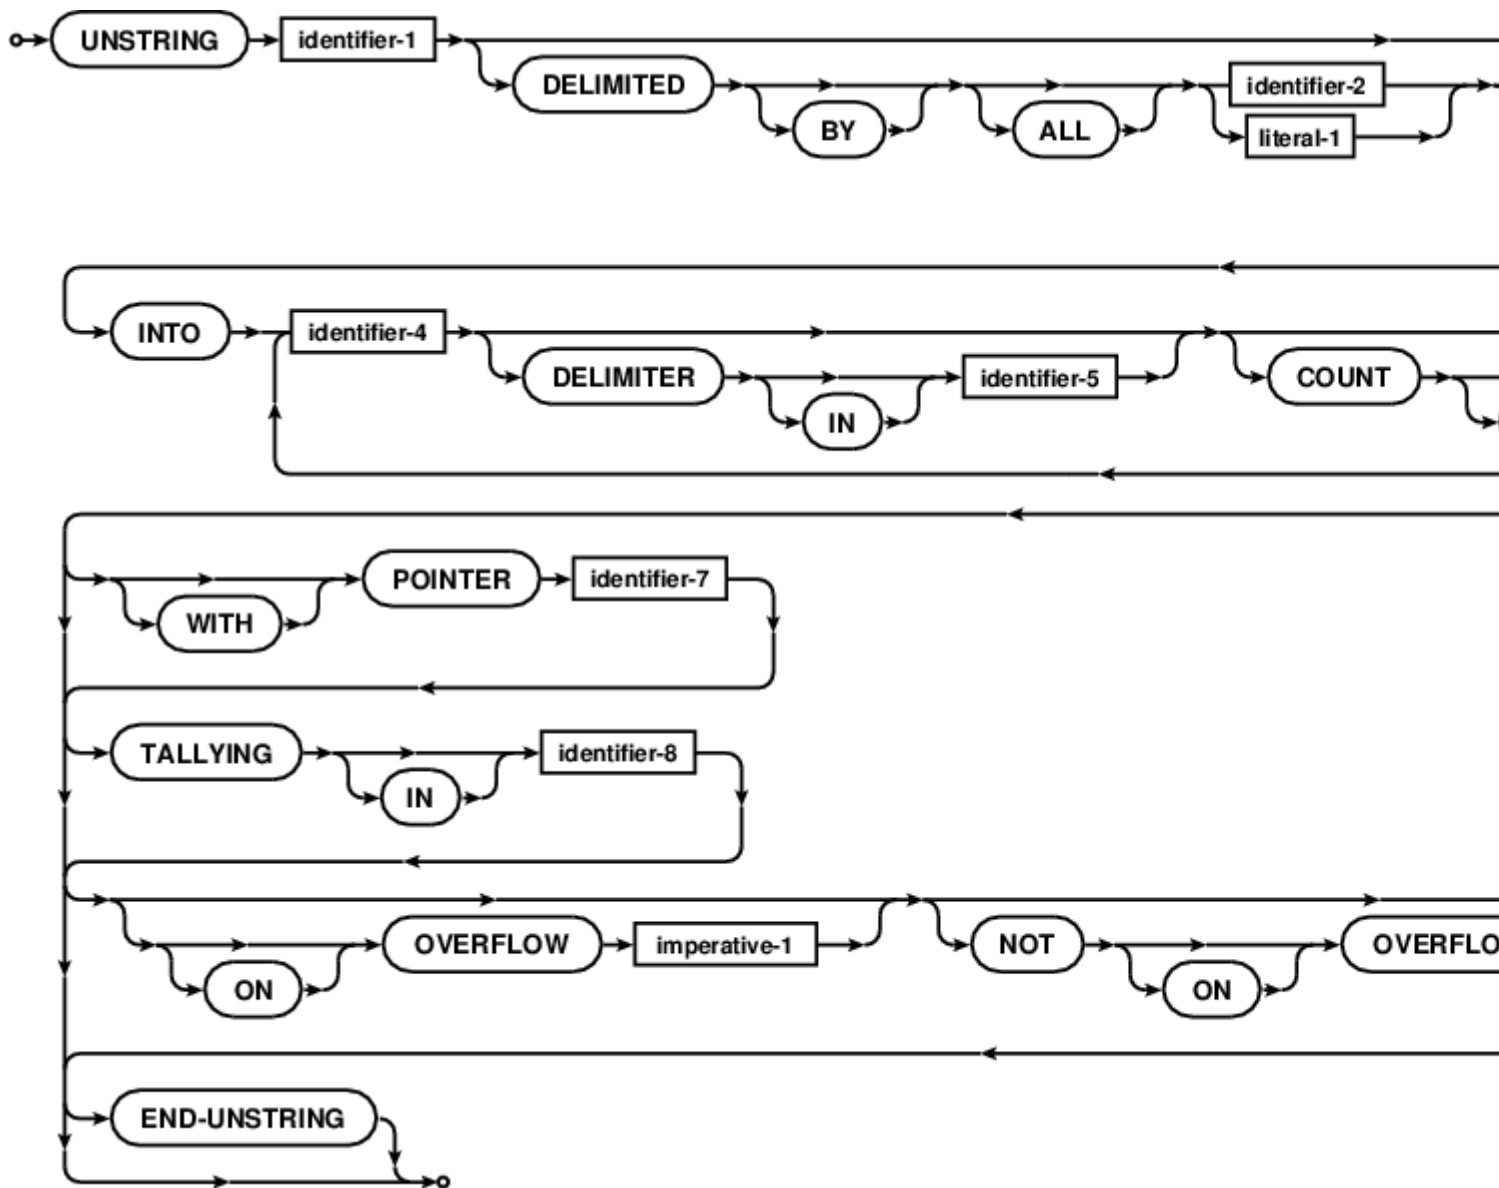 UNSTRING identifier-1
DELIMITED identifier-2
BY ALL literal-1
INTO identifier-4
DELIMITER identifier-5 COUNT
IN
POINTER identifier-7
WITH
TALLYING identifier-8
IN
OVERFLOW imperative-1 NOT OVERFLO
ON ON
END-UNSTRING